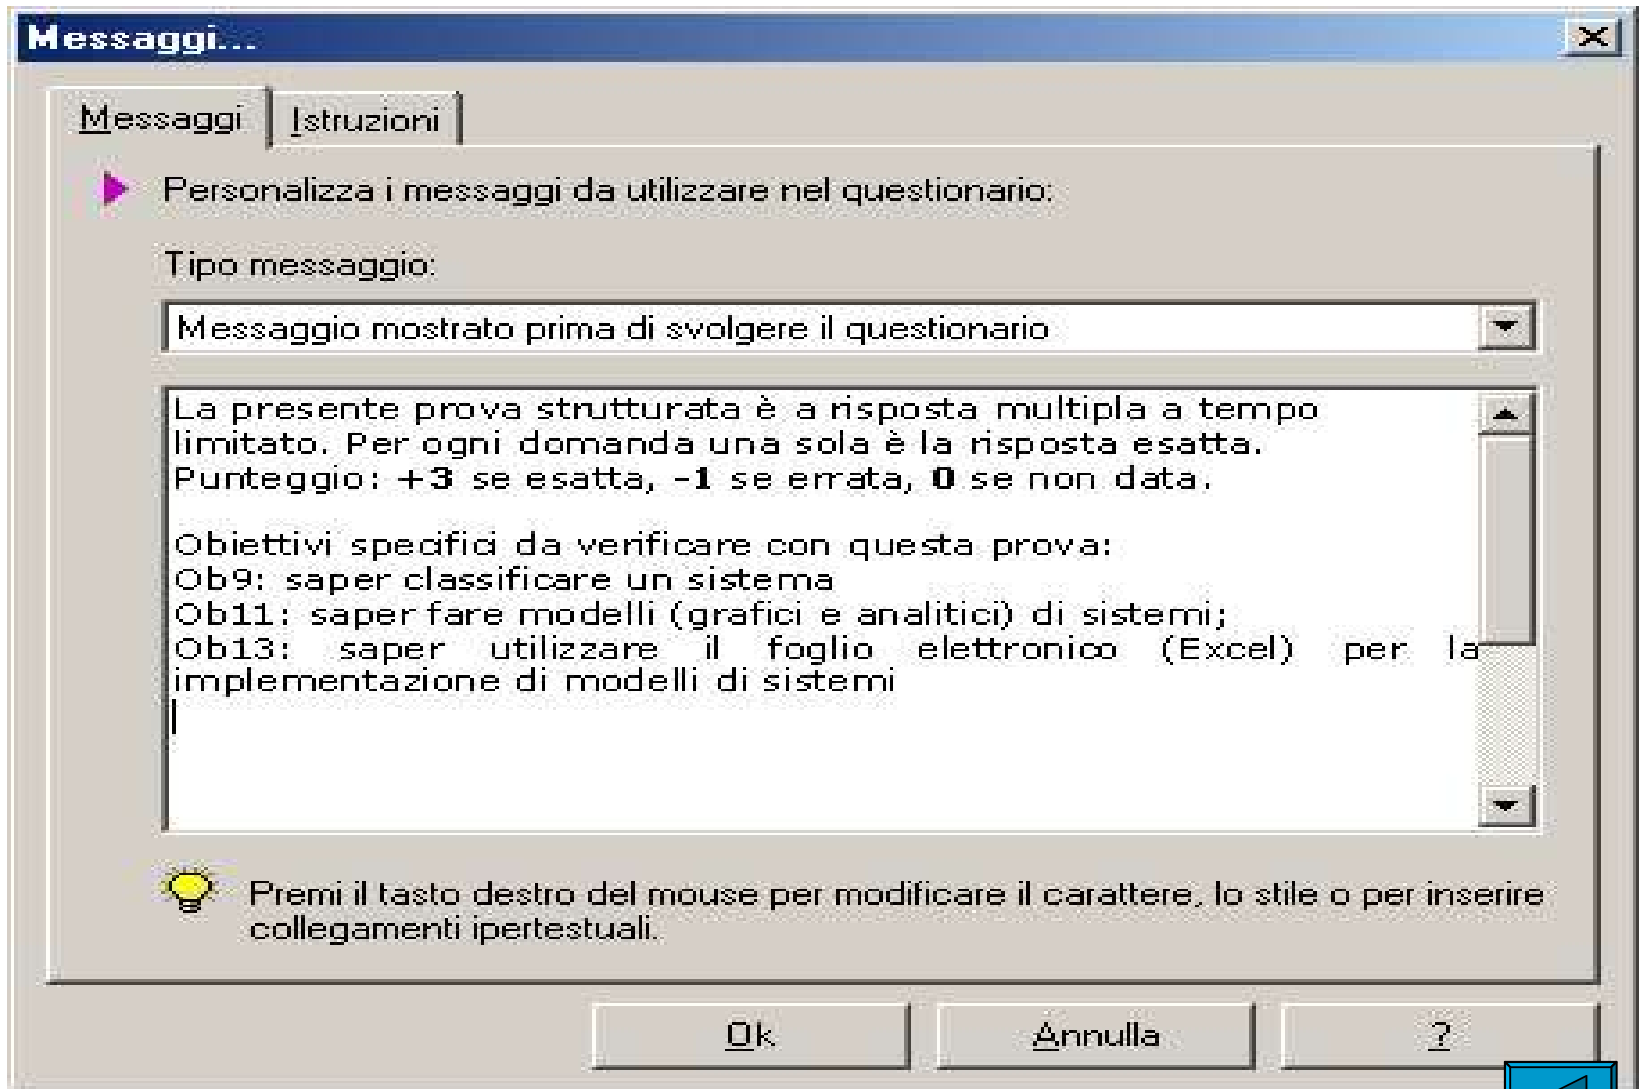 Messaggi...
Messaggi
Istruzioni
Personalizza i messaggi da utilizzare nel questionario:
Tipo messaggio:
Messaggio mostrato prima di svolgere il questionario
La presente prova strutturata è a risposta multipla a tempo
limitato. Per ogni domanda una sola è la risposta esatta.
Punteggio: +3 se esatta, -1 se errata, 0 se non data.
Obiettivi specifici da verificare con questa prova:
Ob9: saper classificare un sistema
Ob11: saper fare modelli (grafici e analitici) di sistemi;
Ob13: saper utilizzare il foglio elettronico (Excel) per la
implementazione di modelli di sistemi
Premi il tasto destro del mouse per modificare il carattere, lo stile o per inserire
collegamenti ipertestuali.
Ok
Annulla
?